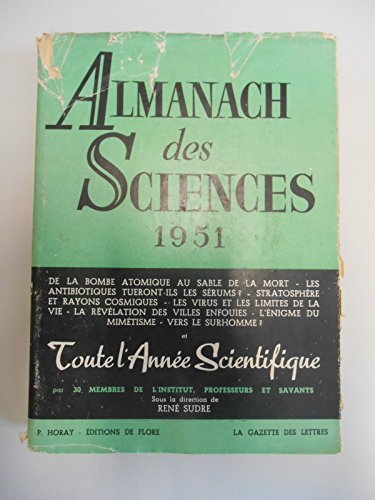 ALMANACH
des
SCIENCES
1951
DE LA BOMBE ATOMIQUE AU SABLE DE LA MORT - LES
ANTIBIOTIQUES TUERONT-ILS LES SÉRUMS ? - STRATOSPHÈRE
ET RAYONS COSMIQUES - LES VIRUS ET LES LIMITES DE LA
VIE - LA RÉVÉLATION DES VILLES ENFOUIES - L'ÉNIGME DU
MIMÉTISME - VERS LE SURHOMME ?
et
Toute l'Année Scientifique
par 30 MEMBRES DE L'INSTITUT, PROFESSEURS ET SAVANTS
Sous la direction de
RENÉ SUDRE
P. HORAY - ÉDITIONS DE FLORE LA GAZETTE DES LETTRES